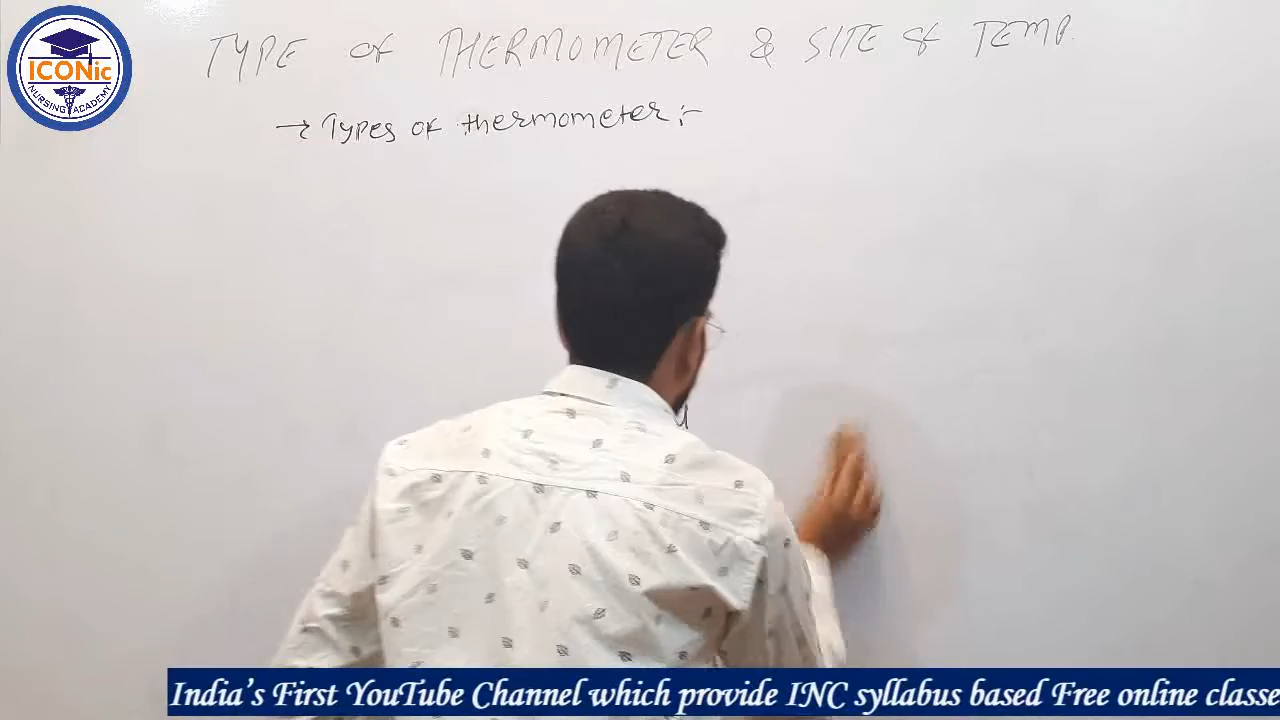 ICONic
NURSING ACADEMY
TYPE of THERMOMETER & SITE of TEMP.
→ Types of thermometer :-
India's First YouTube Channel which provide INC syllabus based Free online classe